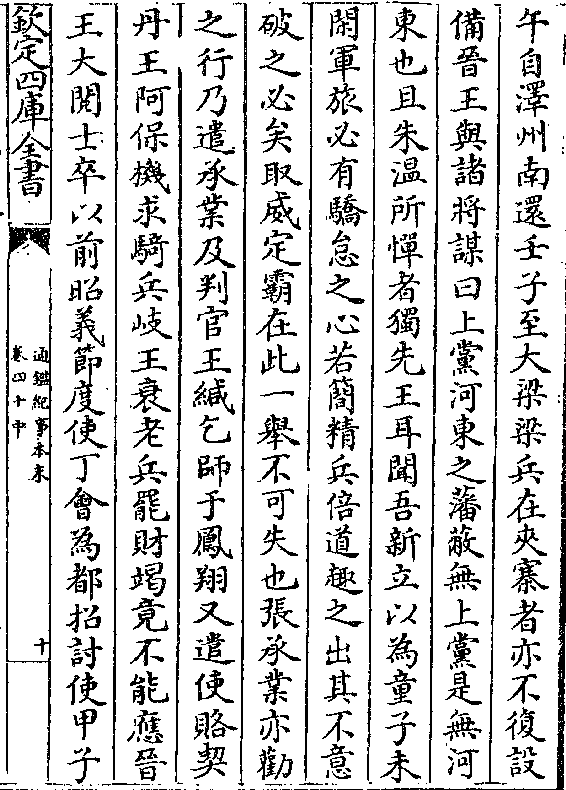 午自澤州南還壬子至大梁梁兵在夾寨者亦不復設
備晉王與諸將謀曰上黨河東之藩蔽無上黨是無河
東也且朱溫所憚者獨先王耳聞吾新立以為童子未
閑軍旅必有驕怠之心若簡精兵倍道趣之出其不意
破之必矣取威定霸在此一舉不可失也張承業亦勸
之行乃遣承業及判官王緘乞師于鳳翔又遣使賂契
丹王阿保機求騎兵岐王衰老兵罷財竭竟不能應晉
王大閱士卒以前昭義節度使丁會為都招討使甲子
欽定四庫全書
通鑑紀事本末
卷四十中
十